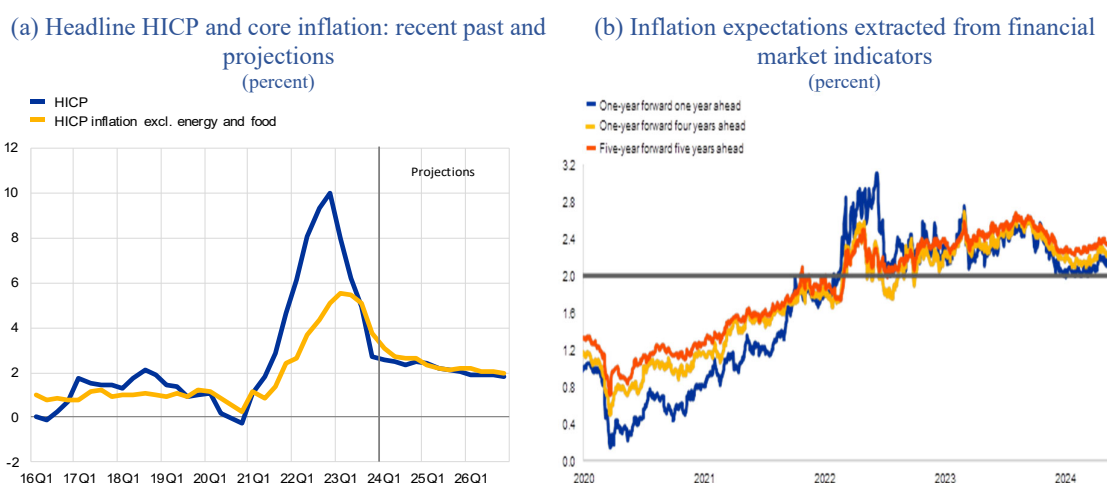 (a) Headline HICP and core inflation: recent past and
projections
(percent)
HICP
HICP inflation excl. energy and food
12
Projections
10
8
6
4
2
0
-2
16Q1 17Q1 18Q1 19Q1 20Q1 21Q1 22Q1 23Q1 24Q1 25Q1 26Q1
(b) Inflation expectations extracted from financial
market indicators
(percent)
One-year forward one year ahead
One-year forward four years ahead
Five-year forward five years ahead
3.2
2.8
2.4
2.0
1.6
1.2
0.8
0.4
0.0
2020 2021 2022 2023 2024